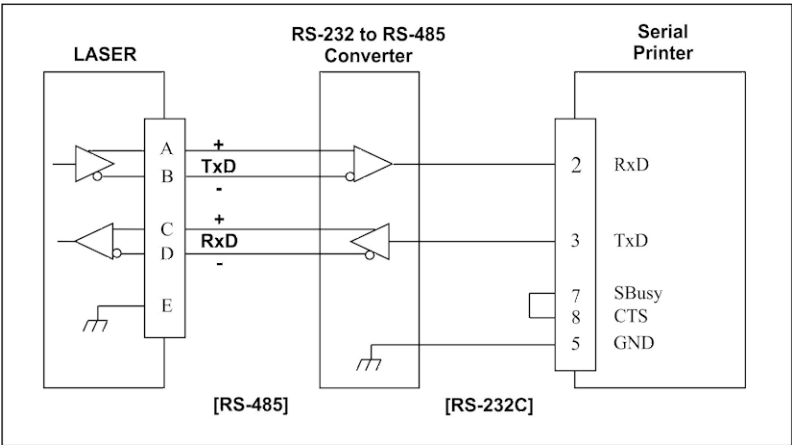 LASER
RS-232 to RS-485
Converter
Serial
Printer
A
+
B
TxD
-
C
+
D
RxD
-
E
2 RxD
3 TxD
7 SBusy
8 CTS
5 GND
[RS-485]
[RS-232C]